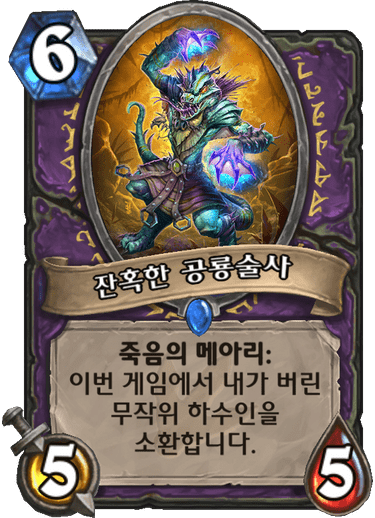 6
잔혹한 공룡술사
죽음의 메아리:
이번 게임에서 내가 버린
무작위 하수인을
소환합니다.
5
5